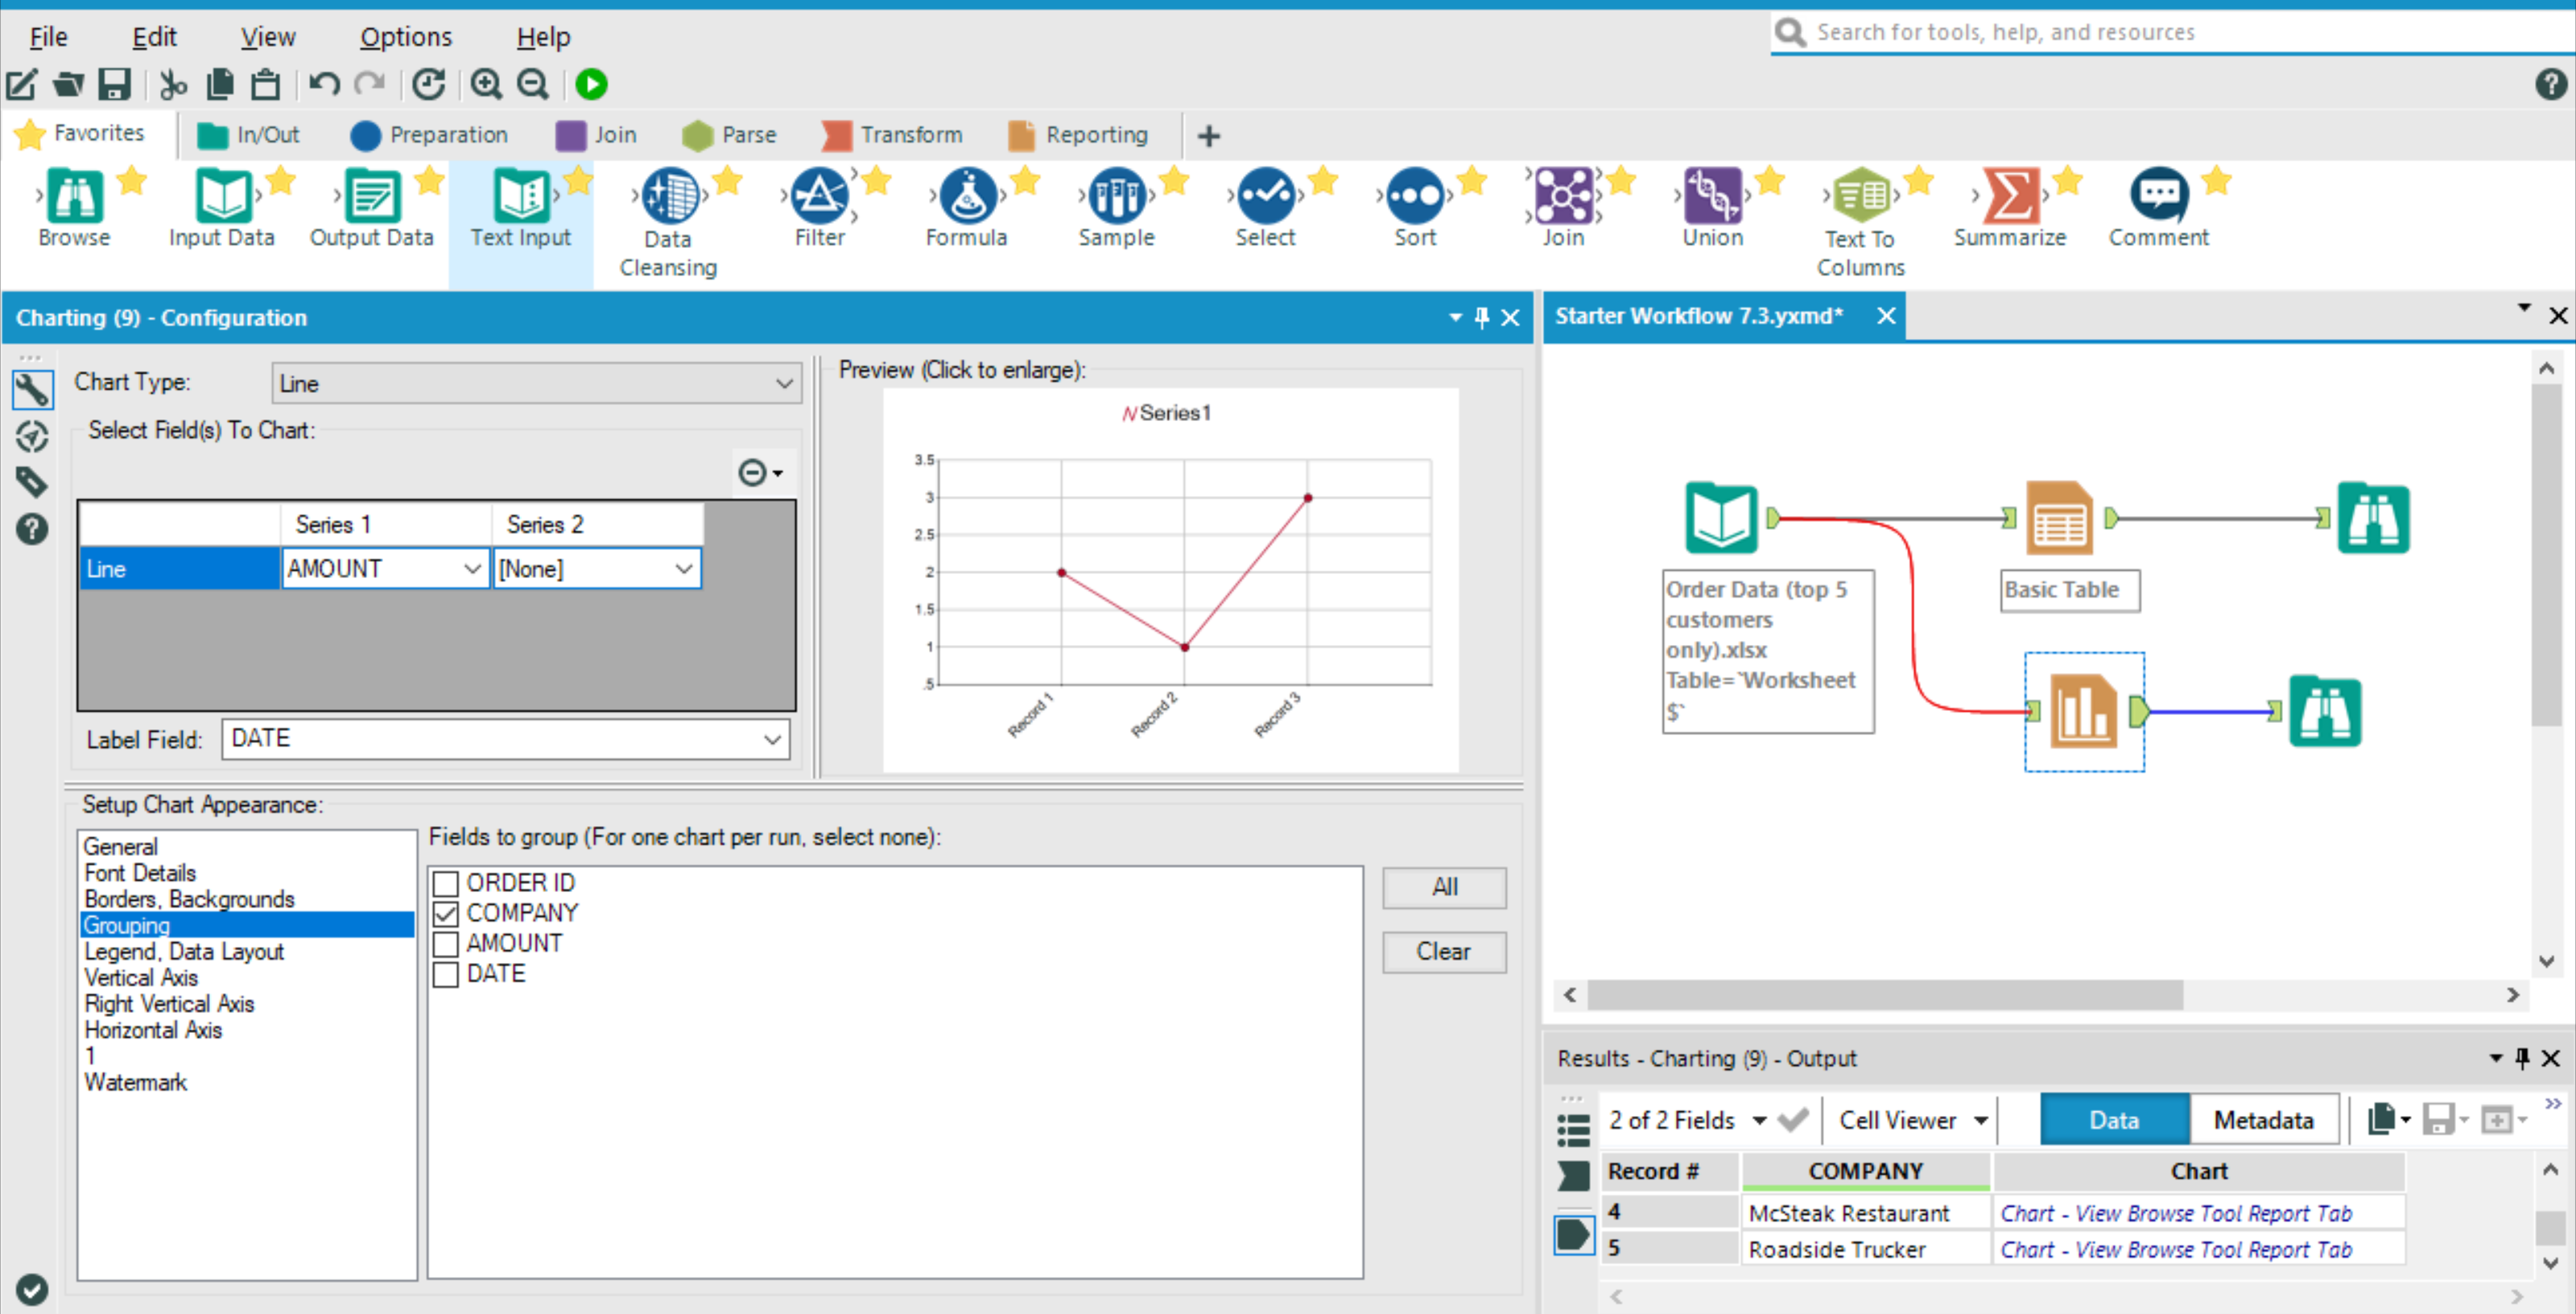 File Edit View Options Help
Search for tools, help, and resources
Favorites In/Out Preparation Join Parse Transform Reporting
Browse Input Data Output Data Text Input Data Cleansing Filter Formula Sample Select Sort Join Union Text To Columns Summarize Comment
Charting (9) - Configuration
Starter Workflow 7.3.yxmd*
Chart Type: Line
Select Field(s) To Chart:
Series 1 Series 2
Line AMOUNT [None]
Label Field: DATE
Preview (Click to enlarge):
Series1
3.5
3
2.5
2
1.5
1
.5
Record 1 Record 2 Record 3
Order Data (top 5
customers
only).xlsx
Table=`Worksheet
$`
Basic Table
Setup Chart Appearance:
General
Font Details
Borders, Backgrounds
Grouping
Legend, Data Layout
Vertical Axis
Right Vertical Axis
Horizontal Axis
1
Watermark
Fields to group (For one chart per run, select none):
ORDER ID
COMPANY
AMOUNT
DATE
All
Clear
Results - Charting (9) - Output
2 of 2 Fields Cell Viewer Data Metadata
Record # COMPANY Chart
4 McSteak Restaurant Chart - View Browse Tool Report Tab
5 Roadside Trucker Chart - View Browse Tool Report Tab